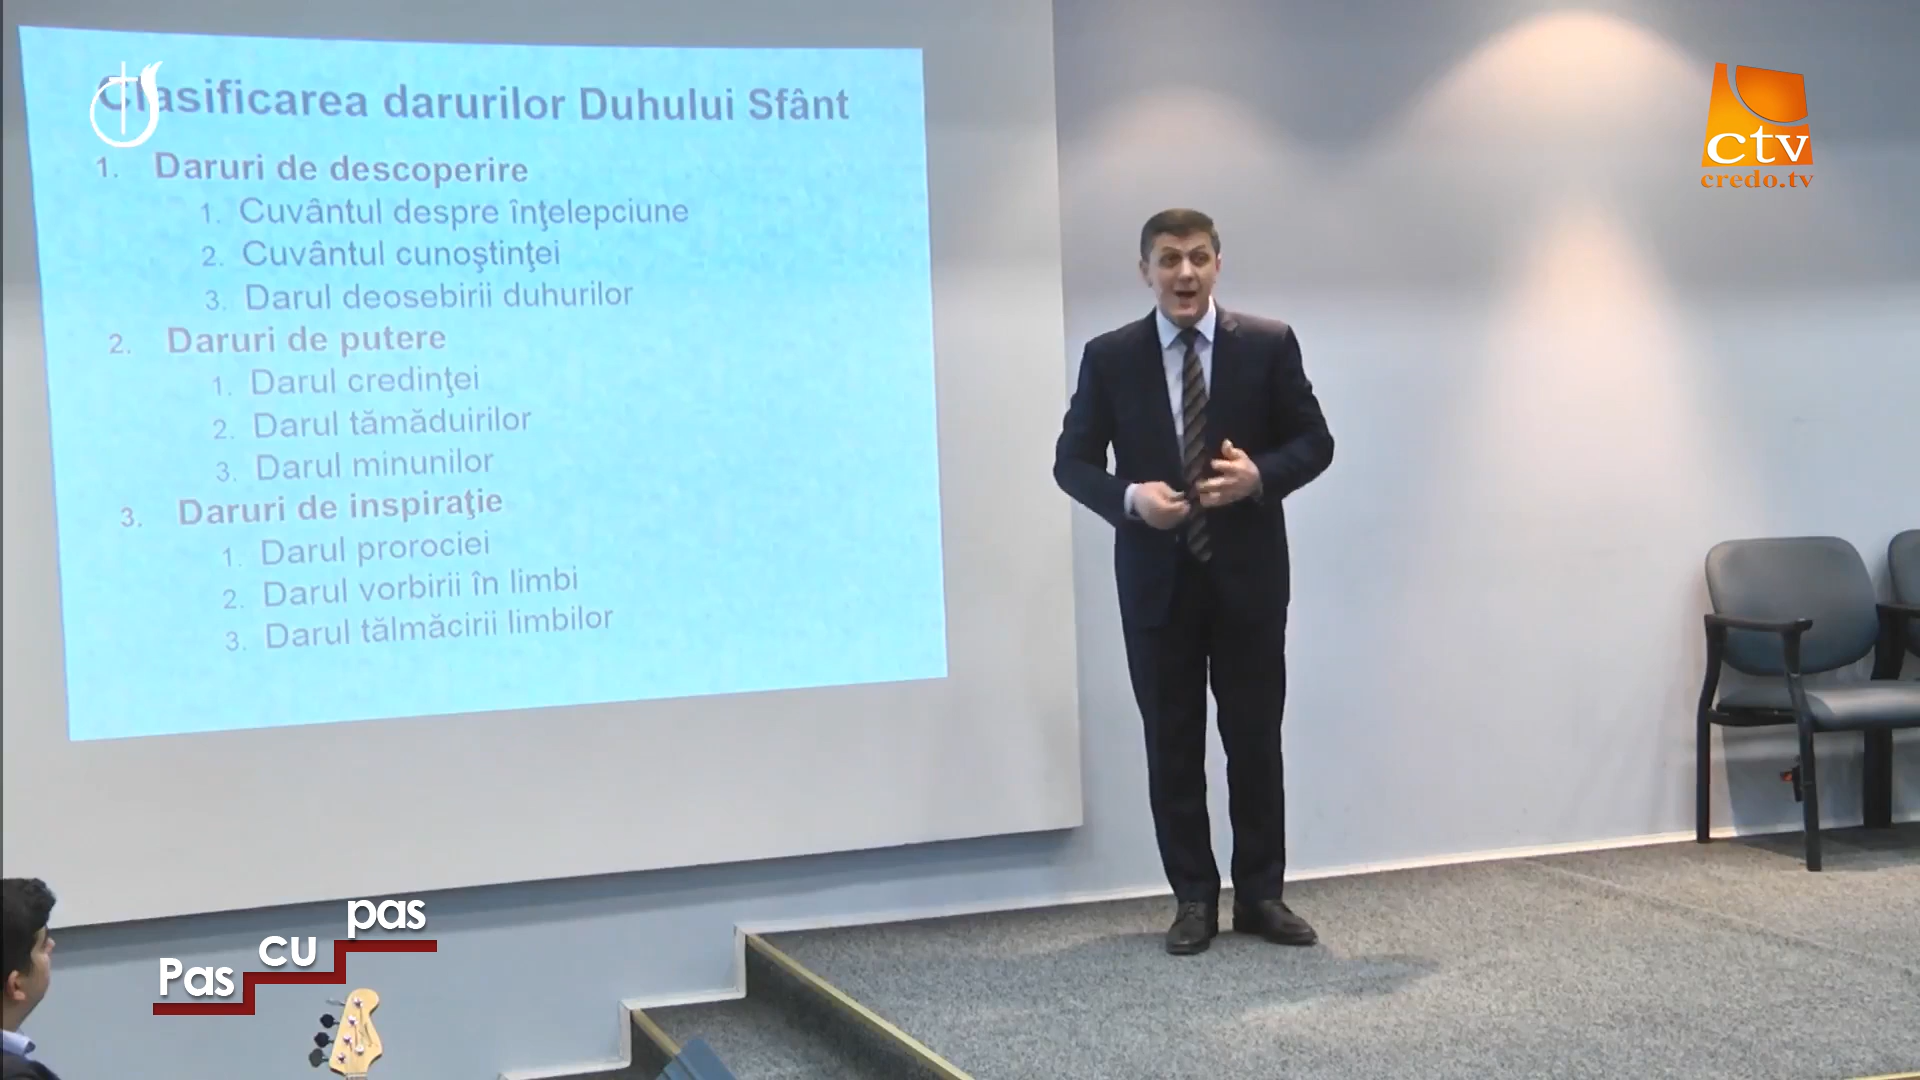 Clasificarea darurilor Duhului Sfânt
1. Daruri de descoperire
1. Cuvântul despre înţelepciune
2. Cuvântul cunoştinţei
3. Darul deosebirii duhurilor
2. Daruri de putere
1. Darul credinţei
2. Darul tămăduirilor
3. Darul minunilor
3. Daruri de inspiraţie
1. Darul prorociei
2. Darul vorbirii în limbi
3. Darul tălmăcirii limbilor
ctv
credo.tv
Pas
cu
pas